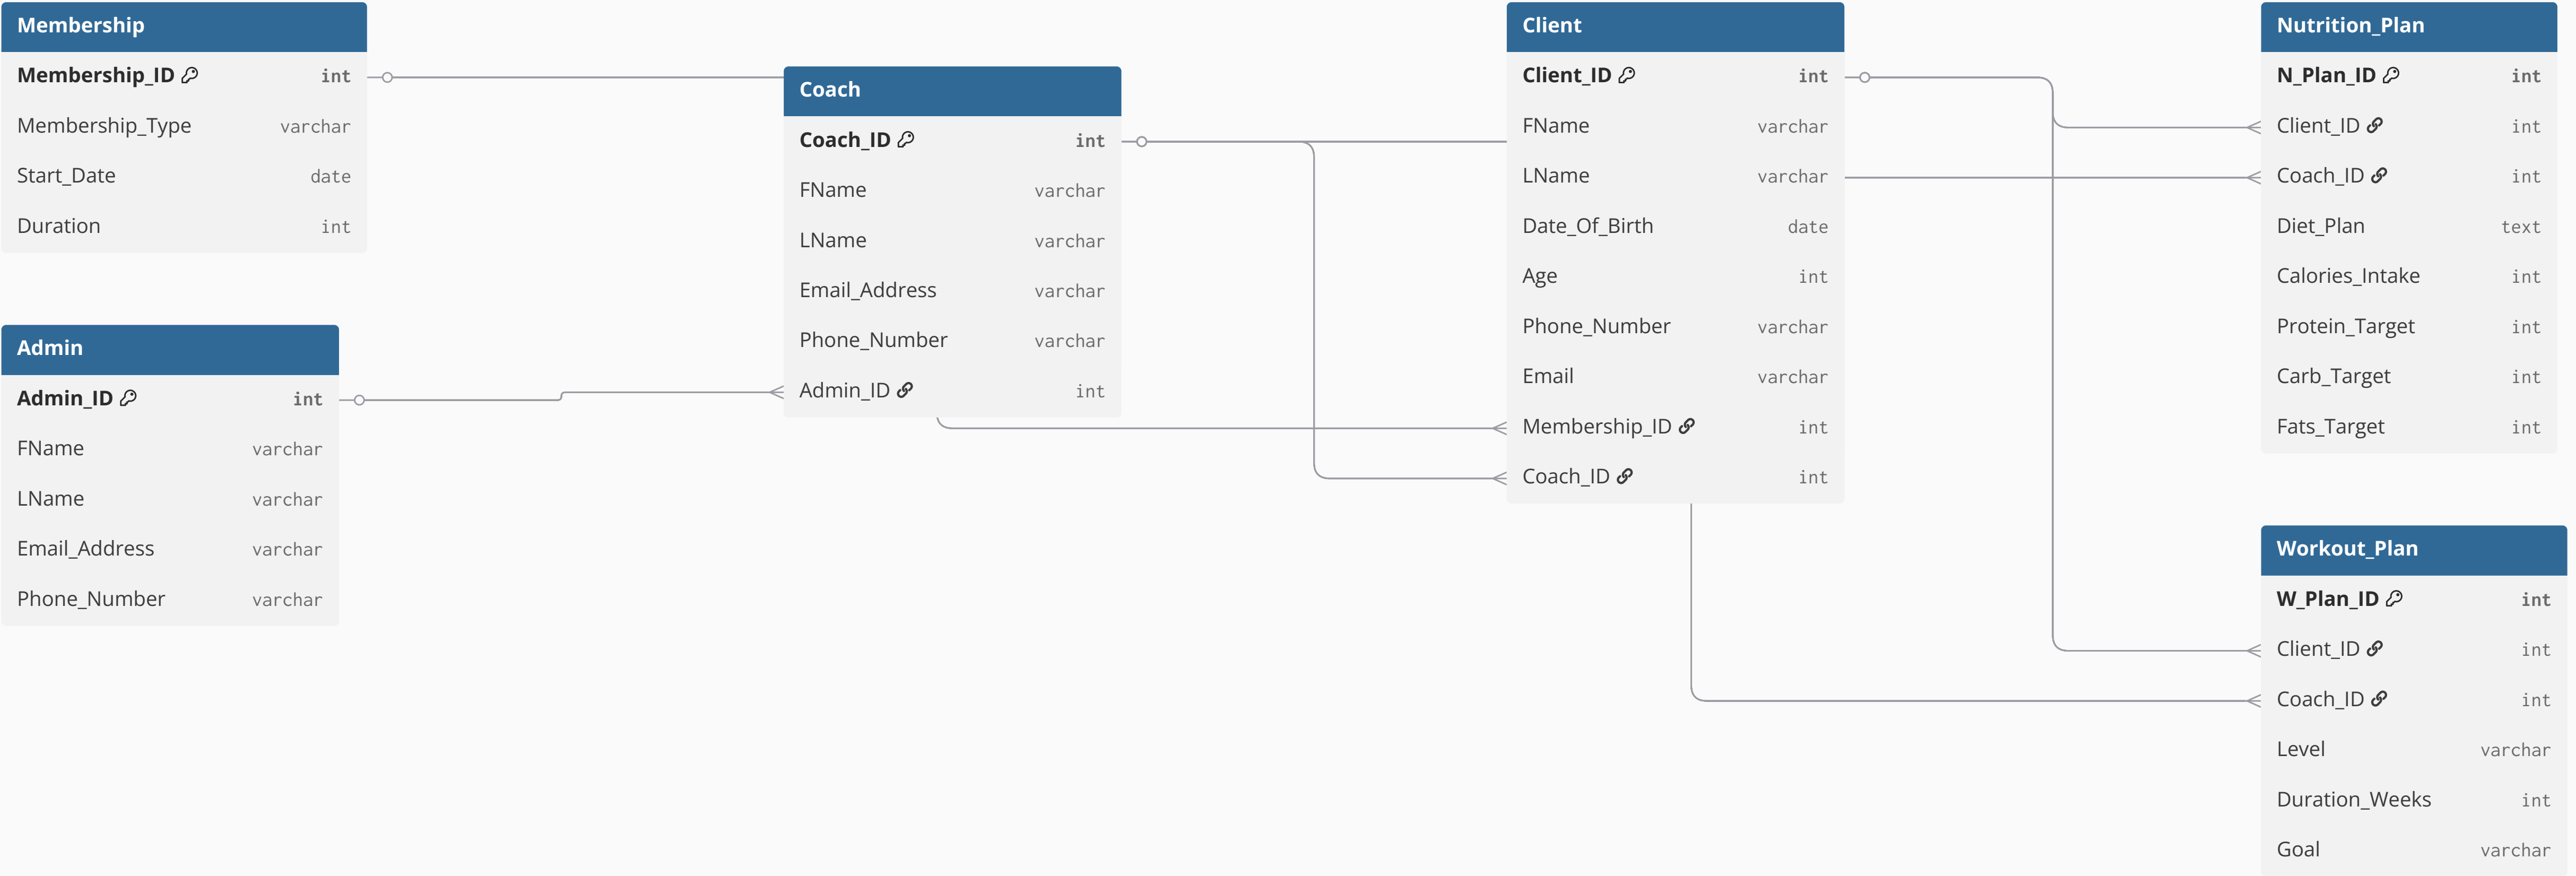 Membership
Membership_ID int
Membership_Type varchar
Start_Date date
Duration int
Admin
Admin_ID int
FName varchar
LName varchar
Email_Address varchar
Phone_Number varchar
Coach
Coach_ID int
FName varchar
LName varchar
Email_Address varchar
Phone_Number varchar
Admin_ID int
Client
Client_ID int
FName varchar
LName varchar
Date_Of_Birth date
Age int
Phone_Number varchar
Email varchar
Membership_ID int
Coach_ID int
Nutrition_Plan
N_Plan_ID int
Client_ID int
Coach_ID int
Diet_Plan text
Calories_Intake int
Protein_Target int
Carb_Target int
Fats_Target int
Workout_Plan
W_Plan_ID int
Client_ID int
Coach_ID int
Level varchar
Duration_Weeks int
Goal varchar